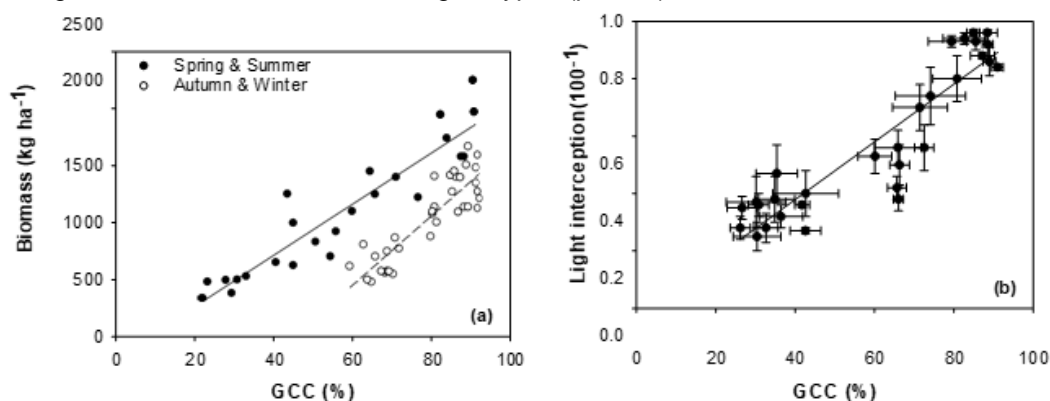 2500
2000
1500
1000
500
0
Biomass (kg ha⁻¹)
Spring & Summer
Autumn & Winter
(a)
0 20 40 60 80 100
GCC (%)
1.0
0.8
0.6
0.4
0.2
0.0
Light interception(100⁻¹)
(b)
0 20 40 60 80 100
GCC (%)